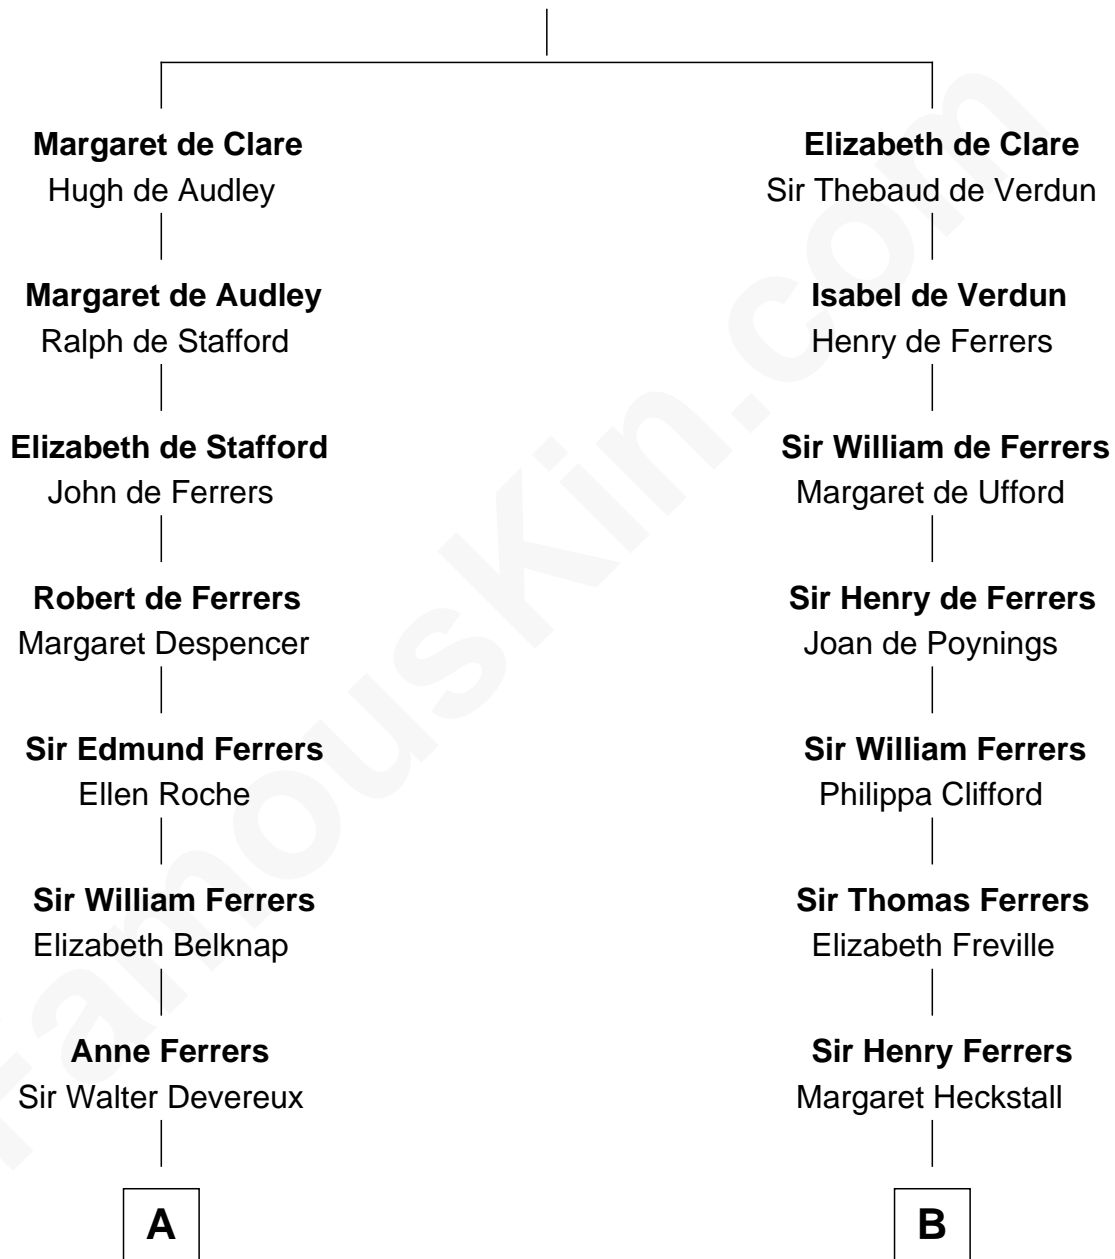 Margaret de Clare
Hugh de Audley
Margaret de Audley
Ralph de Stafford
Elizabeth de Stafford
John de Ferrers
Robert de Ferrers
Margaret Despencer
Sir Edmund Ferrers
Ellen Roche
Sir William Ferrers
Elizabeth Belknap
Anne Ferrers
Sir Walter Devereux
A
Elizabeth de Clare
Sir Thebaud de Verdun
Isabel de Verdun
Henry de Ferrers
Sir William de Ferrers
Margaret de Ufford
Sir Henry de Ferrers
Joan de Poynings
Sir William Ferrers
Philippa Clifford
Sir Thomas Ferrers
Elizabeth Freville
Sir Henry Ferrers
Margaret Heckstall
B
FamousKin.com